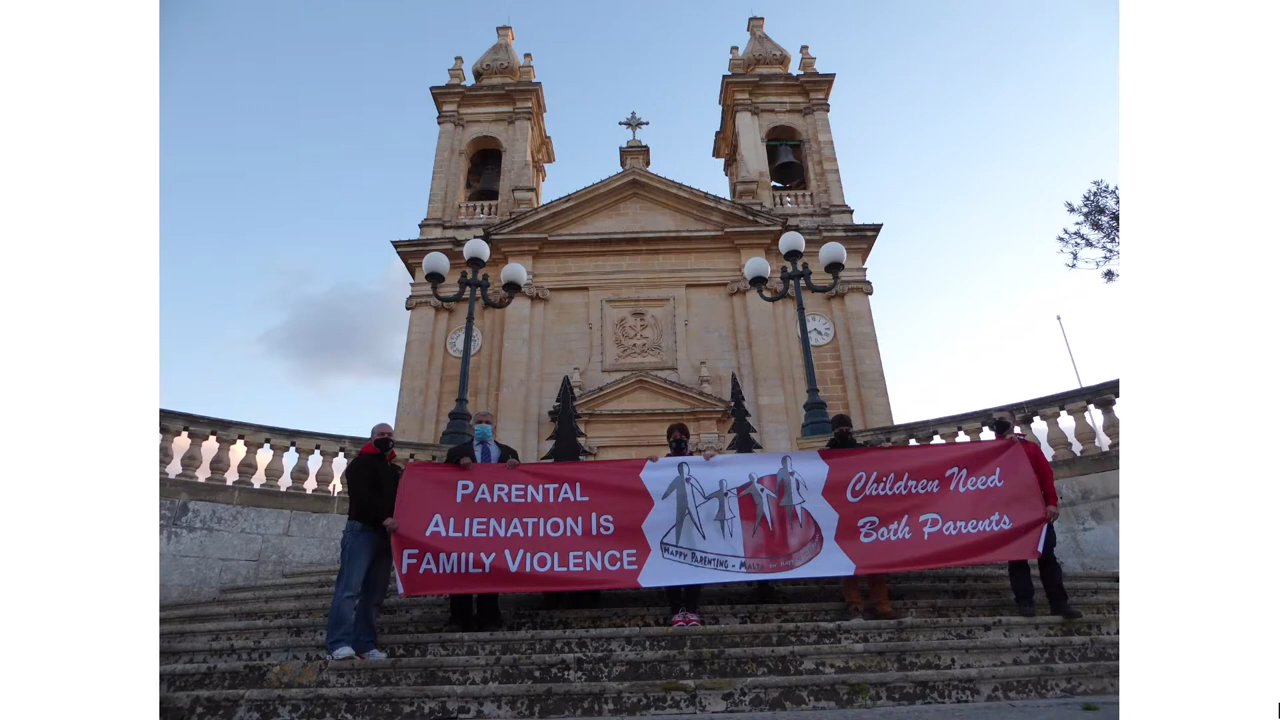 PARENTAL
ALIENATION IS
FAMILY VIOLENCE
HAPPY PARENTING - MALTA
Children Need
Both Parents